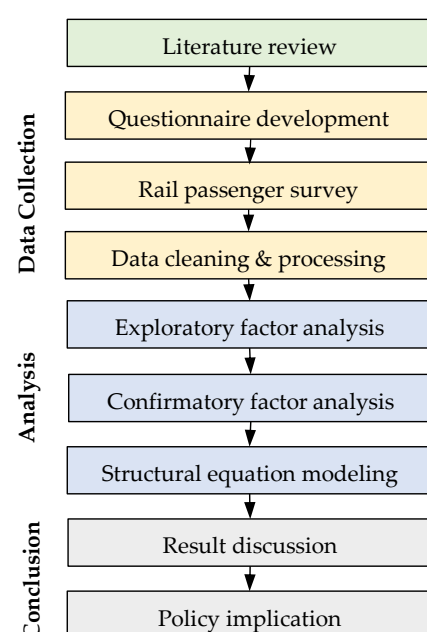 Literature review
Data Collection
Questionnaire development
Rail passenger survey
Data cleaning & processing
Analysis
Exploratory factor analysis
Confirmatory factor analysis
Structural equation modeling
Conclusion
Result discussion
Policy implication